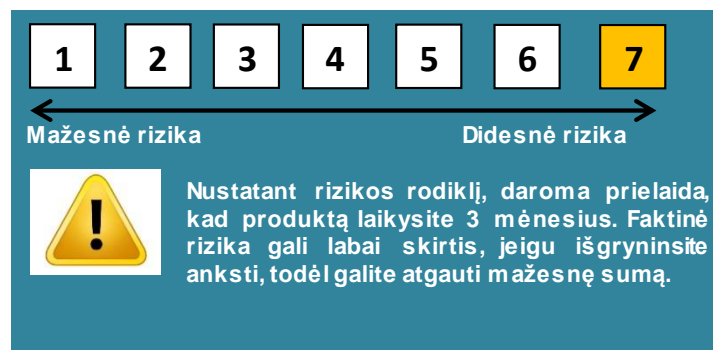 1 2 3 4 5 6 7
Mažesnė rizika Didesnė rizika
Nustatant rizikos rodiklį, daroma prielaida,
kad produktą laikysite 3 mėnesius. Faktinė
rizika gali labai skirtis, jeigu išgryninsite
anksti, todėl galite atgauti mažesnę sumą.